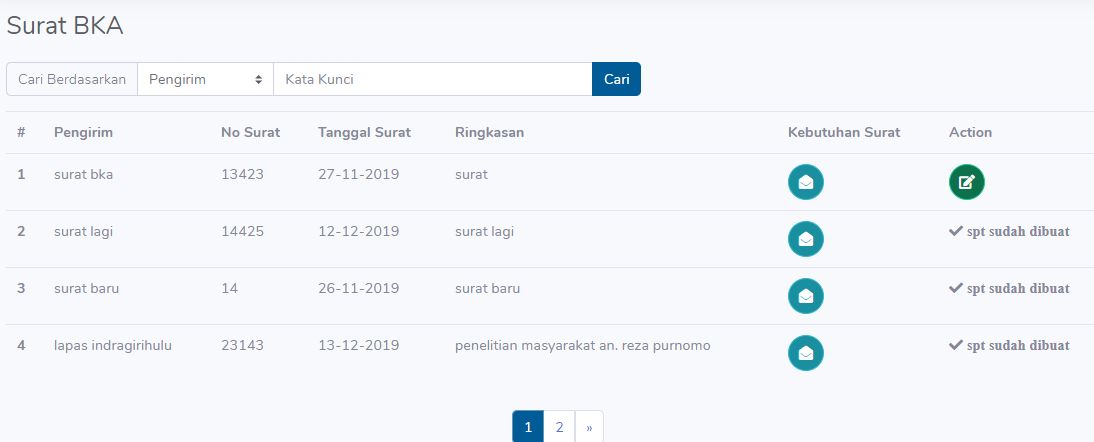 Surat BKA
Cari Berdasarkan Pengirim Kata Kunci Cari
# Pengirim No Surat Tanggal Surat Ringkasan Kebutuhan Surat Action
1 surat bka 13423 27-11-2019 surat
2 surat lagi 14425 12-12-2019 surat lagi spt sudah dibuat
3 surat baru 14 26-11-2019 surat baru spt sudah dibuat
4 lapas indragirihulu 23143 13-12-2019 penelitian masyarakat an. reza purnomo spt sudah dibuat
1 2 »